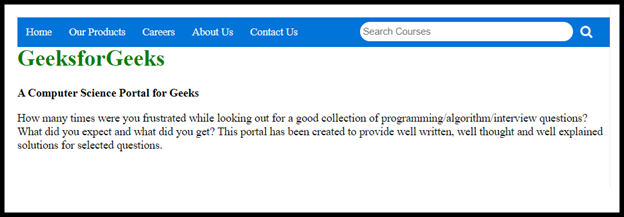 Home Our Products Careers About Us Contact Us Search Courses
GeeksforGeeks
A Computer Science Portal for Geeks
How many times were you frustrated while looking out for a good collection of programming/algorithm/interview questions?
What did you expect and what did you get? This portal has been created to provide well written, well thought and well explained
solutions for selected questions.